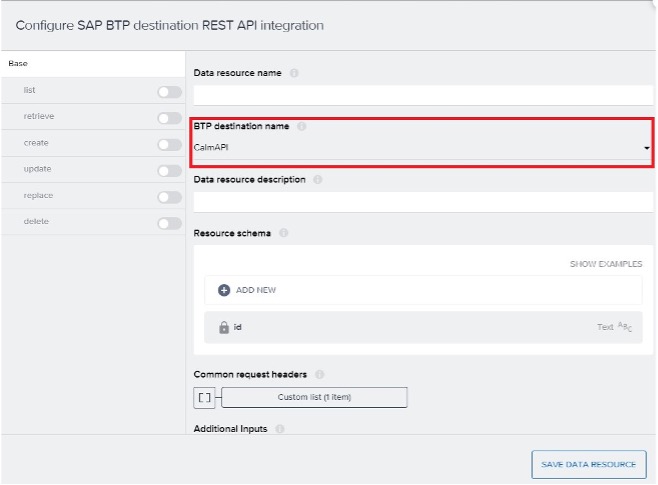 Configure SAP BTP destination REST API integration
Base
list
retrieve
create
update
replace
delete
Data resource name
BTP destination name
CalmAPI
Data resource description
Resource schema
SHOW EXAMPLES
ADD NEW
id
Text ABC
Common request headers
[ ]
Custom list (1 item)
Additional Inputs
SAVE DATA RESOURCE